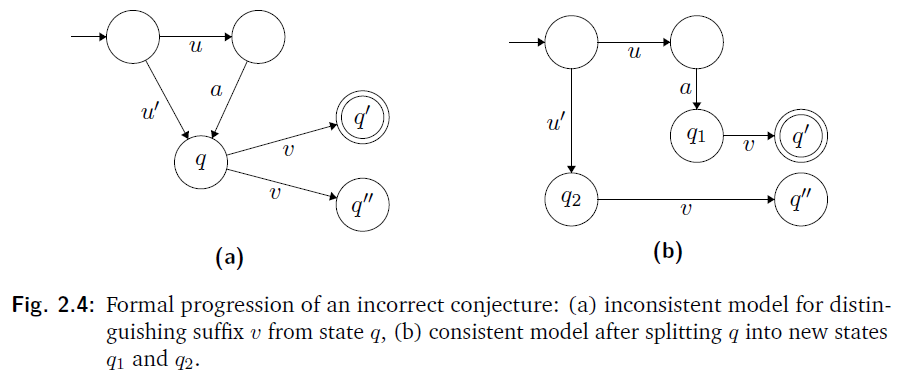 u
u
u′
a
u′
a
q′
q1
v
q′
q
v
v
q″
q2
v
q″
(a)
(b)
Fig. 2.4: Formal progression of an incorrect conjecture: (a) inconsistent model for distin-
guishing suffix v from state q, (b) consistent model after splitting q into new states
q1 and q2.